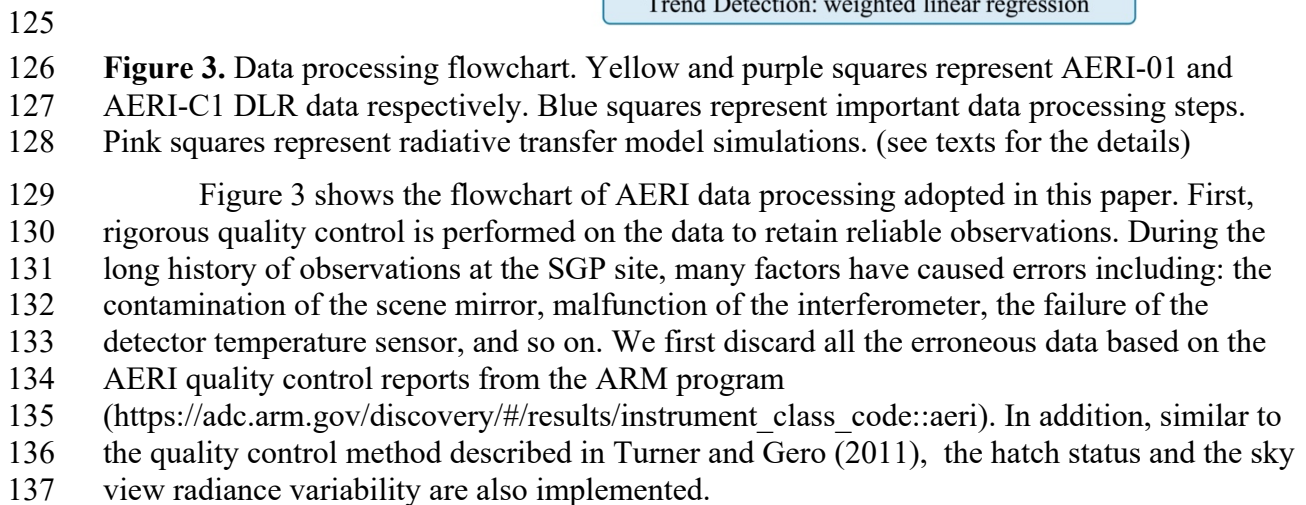 Trend Detection: weighted linear regression
125
126 Figure 3. Data processing flowchart. Yellow and purple squares represent AERI-01 and
127 AERI-C1 DLR data respectively. Blue squares represent important data processing steps.
128 Pink squares represent radiative transfer model simulations. (see texts for the details)
129 Figure 3 shows the flowchart of AERI data processing adopted in this paper. First,
130 rigorous quality control is performed on the data to retain reliable observations. During the
131 long history of observations at the SGP site, many factors have caused errors including: the
132 contamination of the scene mirror, malfunction of the interferometer, the failure of the
133 detector temperature sensor, and so on. We first discard all the erroneous data based on the
134 AERI quality control reports from the ARM program
135 (https://adc.arm.gov/discovery/#/results/instrument_class_code::aeri). In addition, similar to
136 the quality control method described in Turner and Gero (2011), the hatch status and the sky
137 view radiance variability are also implemented.